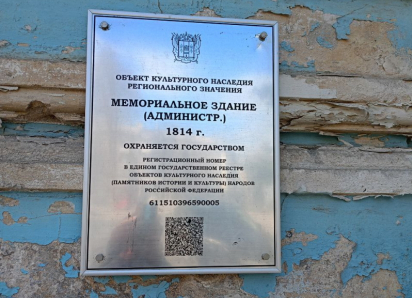 ОБЪЕКТ КУЛЬТУРНОГО НАСЛЕДИЯ
РЕГИОНАЛЬНОГО ЗНАЧЕНИЯ
МЕМОРИАЛЬНОЕ ЗДАНИЕ
(АДМИНИСТР.)
1814 г.
ОХРАНЯЕТСЯ ГОСУДАРСТВОМ
РЕГИСТРАЦИОННЫЙ НОМЕР
В ЕДИНОМ ГОСУДАРСТВЕННОМ РЕЕСТРЕ
ОБЪЕКТОВ КУЛЬТУРНОГО НАСЛЕДИЯ
(ПАМЯТНИКОВ ИСТОРИИ И КУЛЬТУРЫ) НАРОДОВ
РОССИЙСКОЙ ФЕДЕРАЦИИ
611510396590005